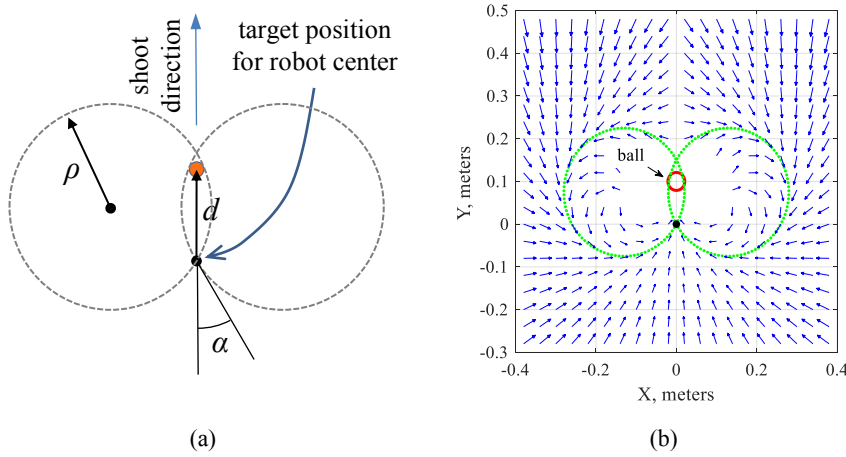 shoot
direction
target position
for robot center
ρ
d
α
(a)
Y, meters
0.5
0.4
0.3
0.2
0.1
0
-0.1
-0.2
-0.3
ball
-0.4
-0.2
0
0.2
0.4
X, meters
(b)